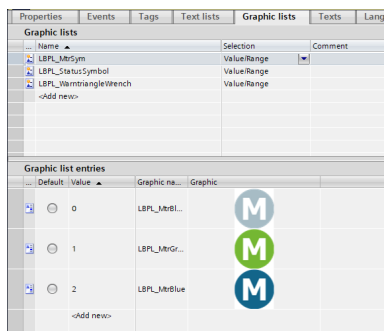 Properties Events Tags Text lists Graphic lists Texts Lang
Graphic lists
... Name Selection Comment
LBPL_MtrSym Value/Range
LBPL_StatusSymbol Value/Range
LBPL_WarntriangleWrench Value/Range
<Add new>
Graphic list entries
... Default Value Graphic na... Graphic
0 LBPL_MtrBl... M
1 LBPL_MtrGr... M
2 LBPL_MtrBlue M
<Add new>